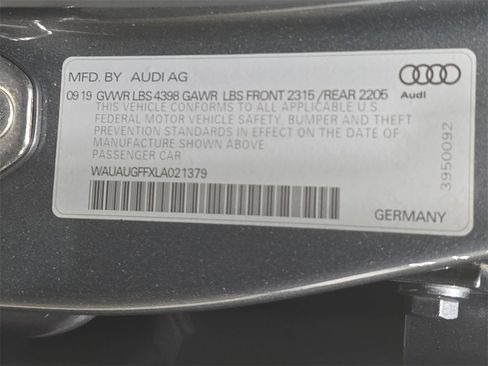 MFD. BY AUDI AG
09 19 GVWR LBS 4398 GAWR LBS FRONT 2315 /REAR 2205
Audi
THIS VEHICLE CONFORMS TO ALL APPLICABLE U.S.
FEDERAL MOTOR VEHICLE SAFETY, BUMPER AND THEFT
PREVENTION STANDARDS IN EFFECT ON THE DATE OF
MANUFACTURE SHOWN ABOVE.
PASSENGER CAR
WAUAUGFFXLA021379
3950092
GERMANY